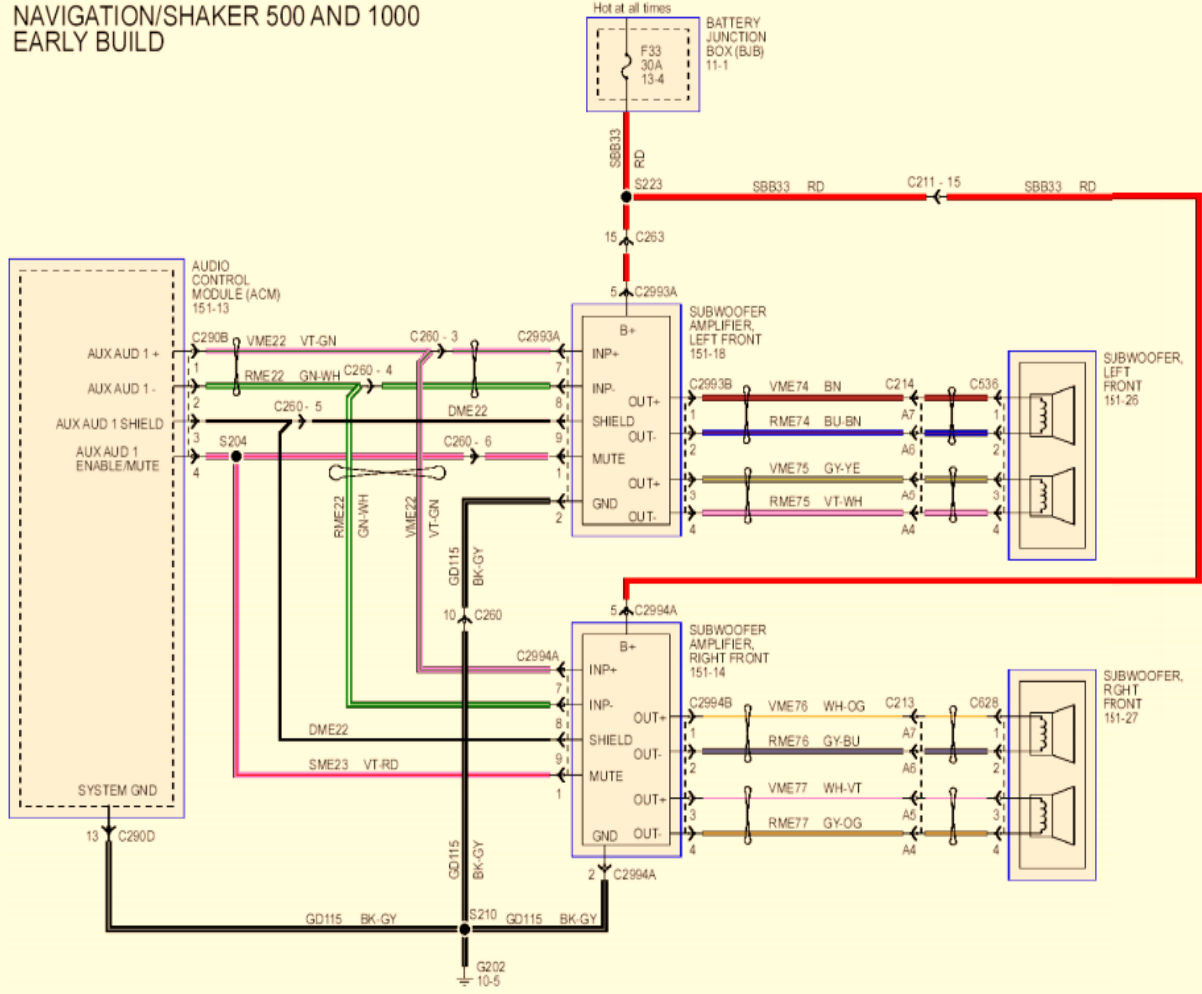 NAVIGATION/SHAKER 500 AND 1000
EARLY BUILD
Hot at all times
F33
30A
13-4
BATTERY
JUNCTION
BOX (BJB)
11-1
SBB33
RD
S223
SBB33 RD
C211 - 15
SBB33 RD
15 C263
5 C2993A
AUDIO
CONTROL
MODULE (ACM)
151-13
SUBWOOFER
AMPLIFIER,
LEFT FRONT
151-18
B+
C290B
VME22 VT-GN
C260 - 3
C2993A
AUX AUD 1 +
1
7
INP+
RME22 GN-WH
C260 - 4
AUX AUD 1 -
2
8
INP-
C260 - 5
DME22
AUX AUD 1 SHIELD
3
9
SHIELD
S204
C260 - 6
AUX AUD 1
ENABLE/MUTE
4
1
MUTE
GND
2
OUT+
OUT-
OUT+
OUT-
C2993B
VME74 BN
C214
C536
1
A7
1
RME74 BU-BN
2
A6
2
VME75 GY-YE
3
A5
3
RME75 VT-WH
4
A4
4
SUBWOOFER,
LEFT
FRONT
151-26
RME22
GN-WH
VME22
VT-GN
GD115
BK-GY
10 C260
5 C2994A
SUBWOOFER
AMPLIFIER,
RIGHT FRONT
151-14
B+
C2994A
INP+
7
INP-
8
DME22
SHIELD
9
SME23 VT-RD
MUTE
1
OUT+
OUT-
OUT+
OUT-
GND
C2994B
VME76 WH-OG
C213
C628
1
A7
1
RME76 GY-BU
2
A6
2
VME77 WH-VT
3
A5
3
RME77 GY-OG
4
A4
4
SUBWOOFER,
RGHT
FRONT
151-27
SYSTEM GND
13 C290D
GD115
BK-GY
2 C2994A
GD115 BK-GY
S210
GD115 BK-GY
G202
10-5